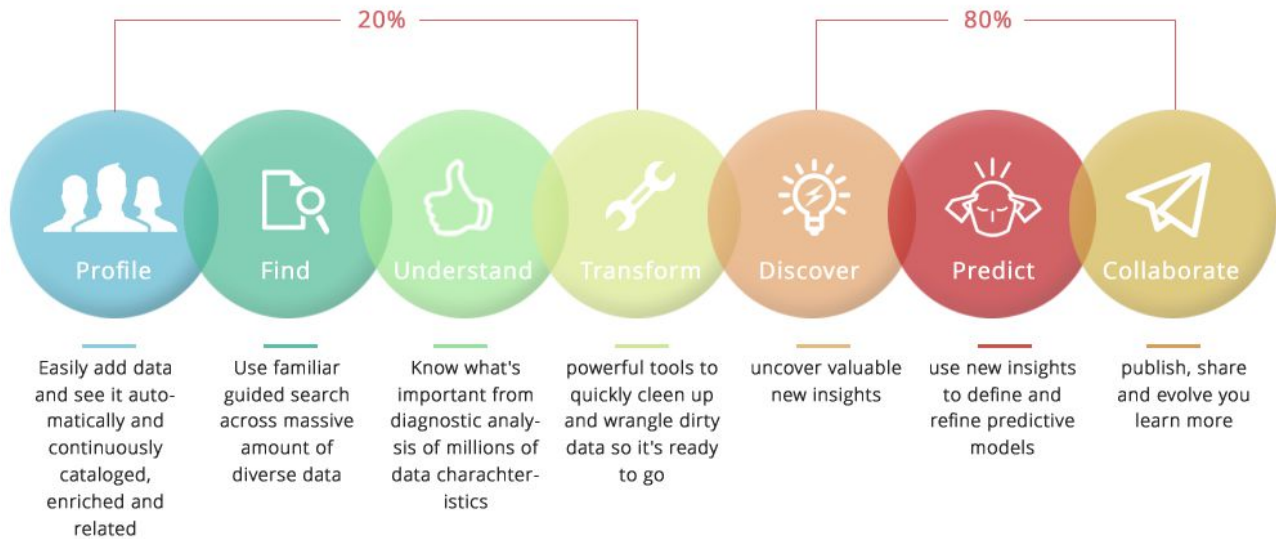 20%
80%
Profile
Find
Understand
Transform
Discover
Predict
Collaborate
Easily add data
and see it auto-
matically and
continuously
cataloged,
enriched and
related
Use familiar
guided search
across massive
amount of
diverse data
Know what's
important from
diagnostic analy-
sis of millions of
data charachter-
istics
powerful tools to
quickly cleen up
and wrangle dirty
data so it's ready
to go
uncover valuable
new insights
use new insights
to define and
refine predictive
models
publish, share
and evolve you
learn more